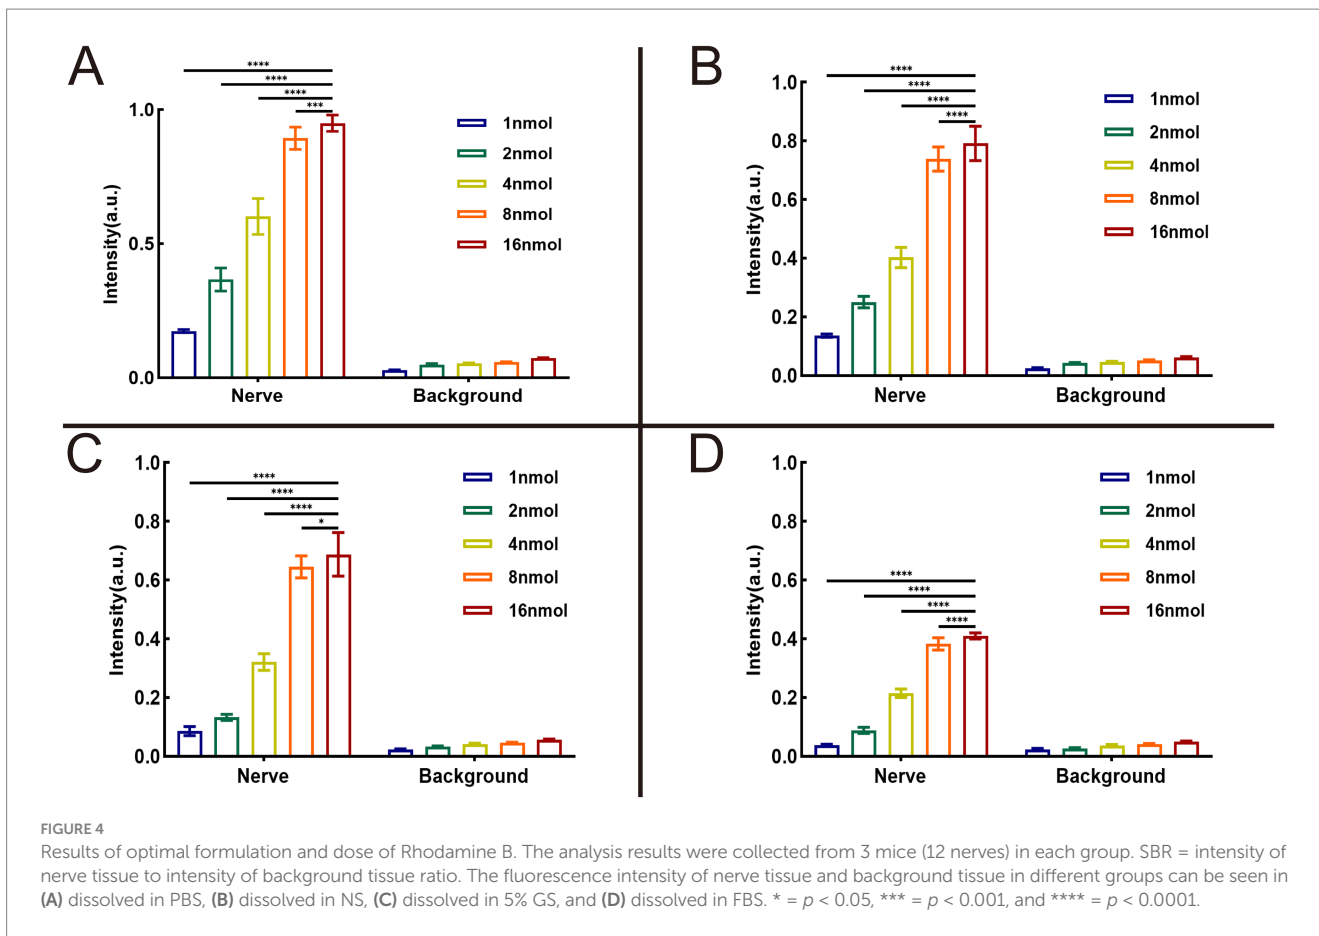 A
****
****
****
***
1.0
0.5
0.0
Intensity(a.u.)
Nerve
Background
1nmol
2nmol
4nmol
8nmol
16nmol
B
****
****
****
****
1.0
0.8
0.6
0.4
0.2
0.0
Intensity(a.u.)
Nerve
Background
1nmol
2nmol
4nmol
8nmol
16nmol
C
****
****
****
*
1.0
0.8
0.6
0.4
0.2
0.0
Intensity(a.u.)
Nerve
Background
1nmol
2nmol
4nmol
8nmol
16nmol
D
****
****
****
****
1.0
0.8
0.6
0.4
0.2
0.0
Intensity(a.u.)
Nerve
Background
1nmol
2nmol
4nmol
8nmol
16nmol
FIGURE 4
Results of optimal formulation and dose of Rhodamine B. The analysis results were collected from 3 mice (12 nerves) in each group. SBR = intensity of
nerve tissue to intensity of background tissue ratio. The fluorescence intensity of nerve tissue and background tissue in different groups can be seen in
(A) dissolved in PBS, (B) dissolved in NS, (C) dissolved in 5% GS, and (D) dissolved in FBS. * = p < 0.05, *** = p < 0.001, and **** = p < 0.0001.